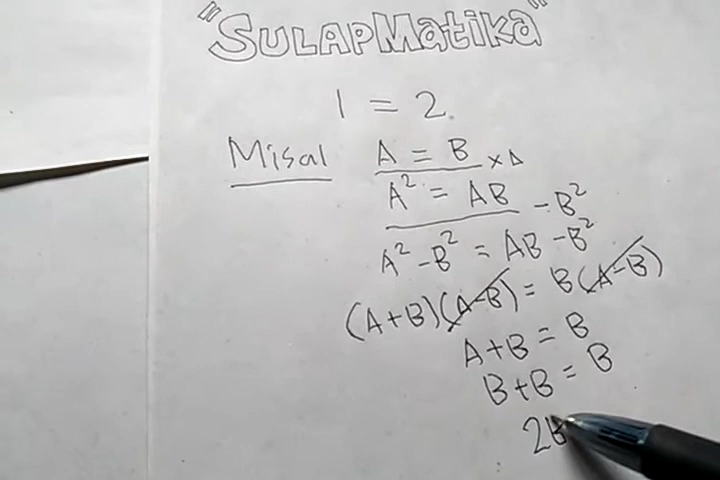 "SULAPMatika"
1 = 2
Misal A = B × A
A² = AB - B²
A² - B² = AB - B²
(A+B)(A-B) = B(A-B)
A+B = B
B+B = B
2B